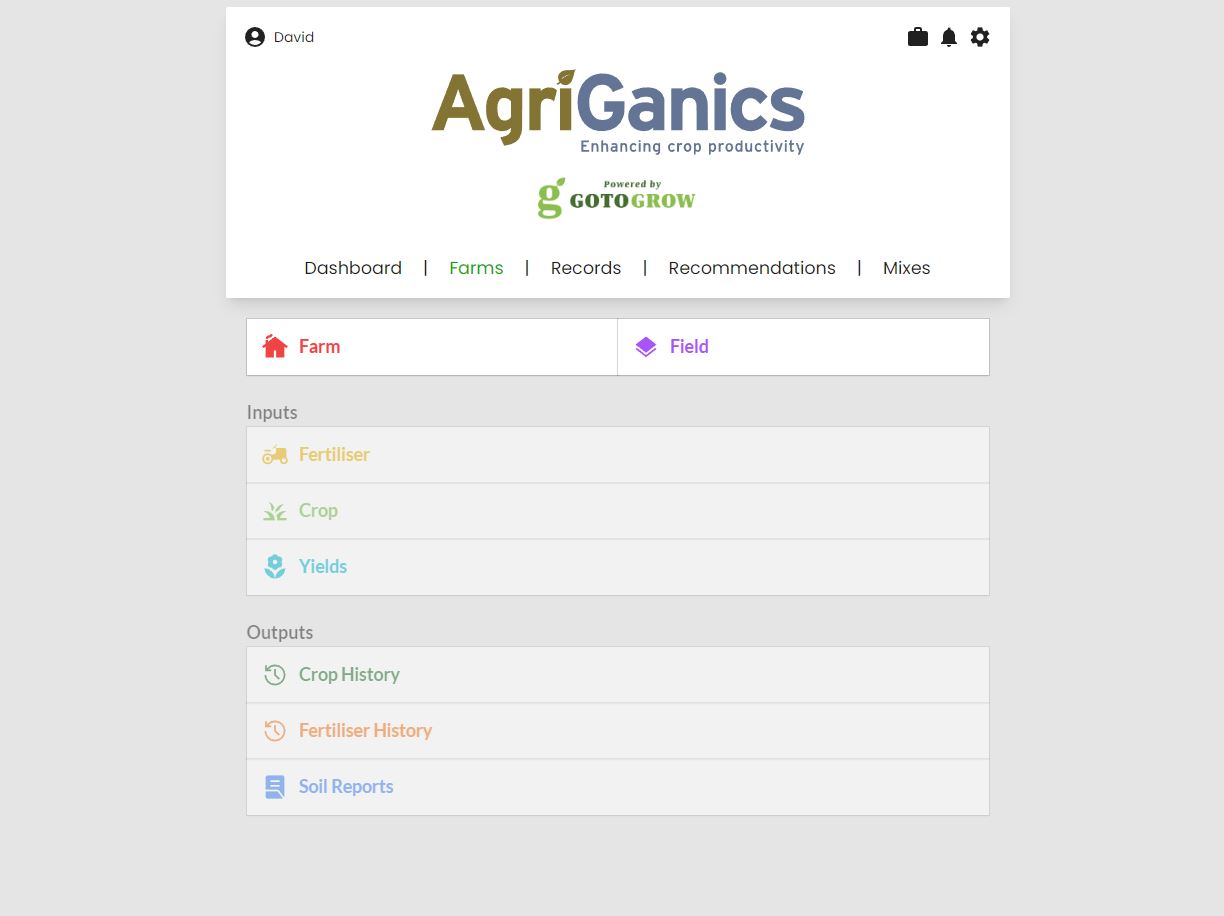 David
AgriGanics
Enhancing crop productivity
Powered by
g GOTOGROW
Dashboard | Farms | Records | Recommendations | Mixes
Farm
Field
Inputs
Fertiliser
Crop
Yields
Outputs
Crop History
Fertiliser History
Soil Reports